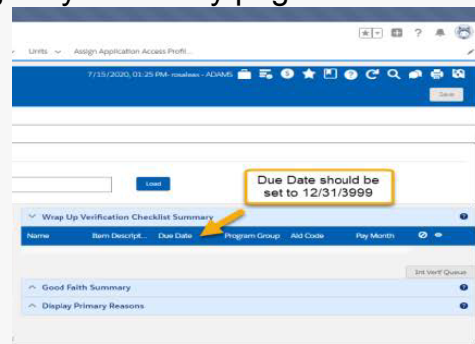 Units Assign Application Access Profil...
7/15/2020, 01:25 PM- rosaleas - ADAMS
Save
Load
Due Date should be
set to 12/31/3999
Wrap Up Verification Checklist Summary
Name Item Descript... Due Date Program Group Aid Code Pay Month
Int Verf Queue
Good Faith Summary
Display Primary Reasons